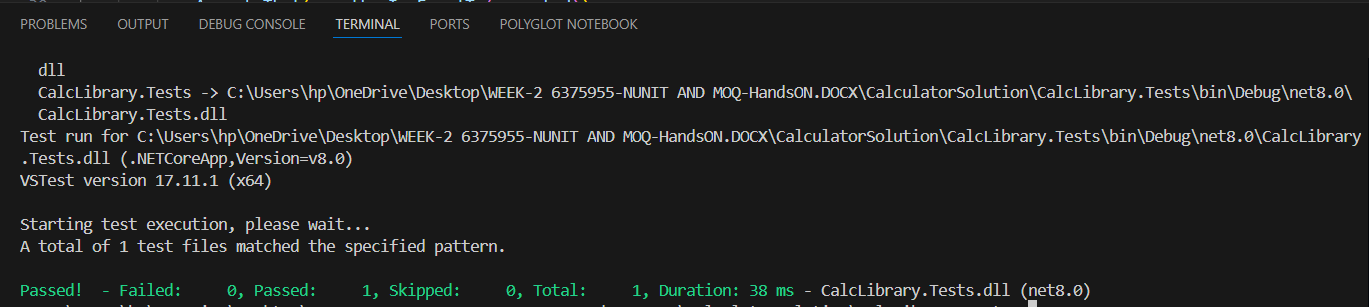 PROBLEMS OUTPUT DEBUG CONSOLE TERMINAL PORTS POLYGLOT NOTEBOOK
dll
CalcLibrary.Tests -> C:\Users\hp\OneDrive\Desktop\WEEK-2 6375955-NUNIT AND MOQ-HandsON.DOCX\CalculatorSolution\CalcLibrary.Tests\bin\Debug\net8.0\
CalcLibrary.Tests.dll
Test run for C:\Users\hp\OneDrive\Desktop\WEEK-2 6375955-NUNIT AND MOQ-HandsON.DOCX\CalculatorSolution\CalcLibrary.Tests\bin\Debug\net8.0\CalcLibrary
.Tests.dll (.NETCoreApp,Version=v8.0)
VSTest version 17.11.1 (x64)
Starting test execution, please wait...
A total of 1 test files matched the specified pattern.
Passed!  - Failed:     0, Passed:     1, Skipped:     0, Total:     1, Duration: 38 ms - CalcLibrary.Tests.dll (net8.0)